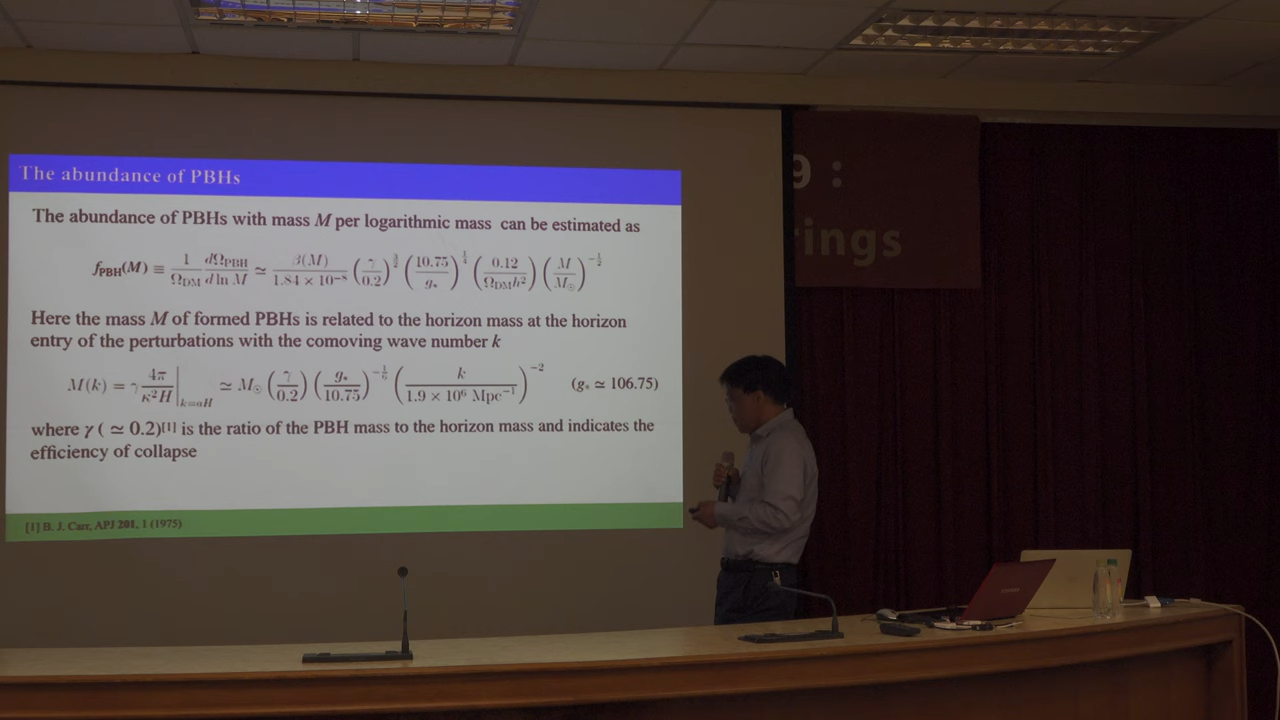 The abundance of PBHs
The abundance of PBHs with mass M per logarithmic mass can be estimated as
f_PBH(M) ≡ 1/Ω_DM dΩ_PBH/d ln M ≃ β(M)/1.84 × 10^-8 (γ/0.2)^3/2 (10.75/g_*)^1/4 (0.12/Ω_DM h^2) (M/M_⊙)^-1/2
Here the mass M of formed PBHs is related to the horizon mass at the horizon
entry of the perturbations with the comoving wave number k
M(k) = γ 4π/κ^2 H |_k=aH ≃ M_⊙ (γ/0.2) (g_*/10.75)^-1/6 (k/1.9 × 10^6 Mpc^-1)^-2 (g_* ≃ 106.75)
where γ ( ≃ 0.2)[1] is the ratio of the PBH mass to the horizon mass and indicates the
efficiency of collapse
[1] B. J. Carr, APJ 201, 1 (1975)
9 :
rings